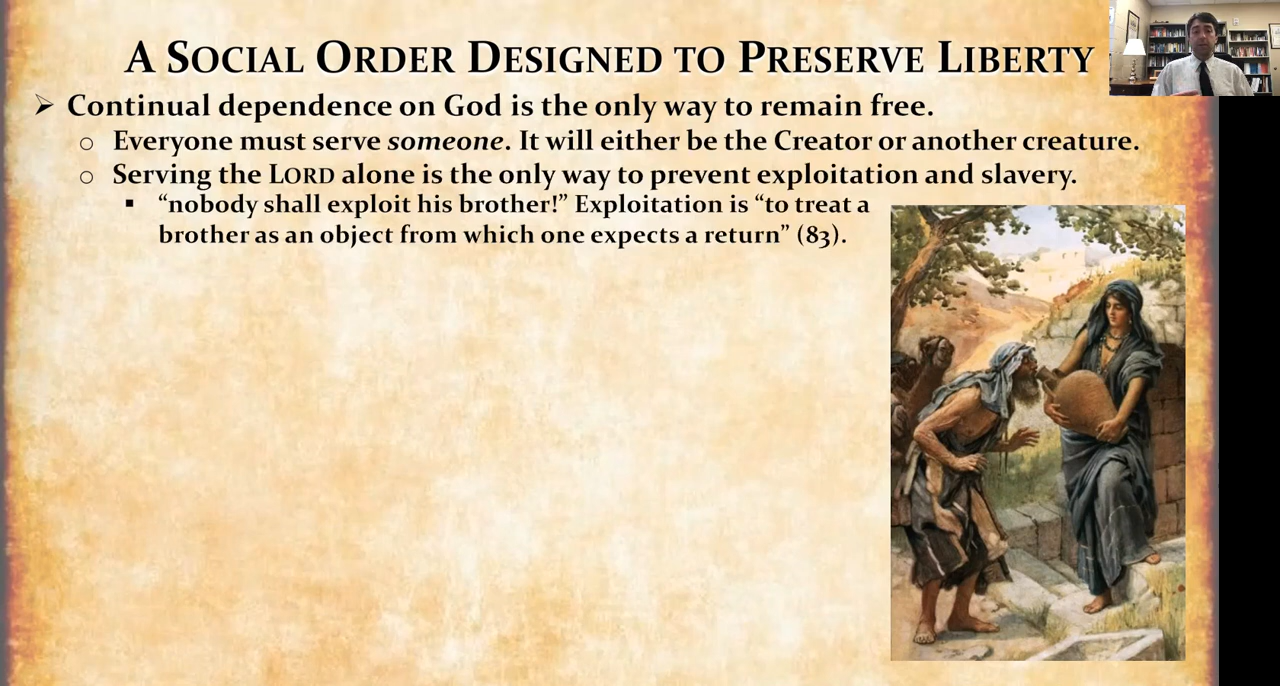 A Social Order Designed to Preserve Liberty
➢ Continual dependence on God is the only way to remain free.
o Everyone must serve someone. It will either be the Creator or another creature.
o Serving the LORD alone is the only way to prevent exploitation and slavery.
▪ “nobody shall exploit his brother!” Exploitation is “to treat a
brother as an object from which one expects a return” (83).